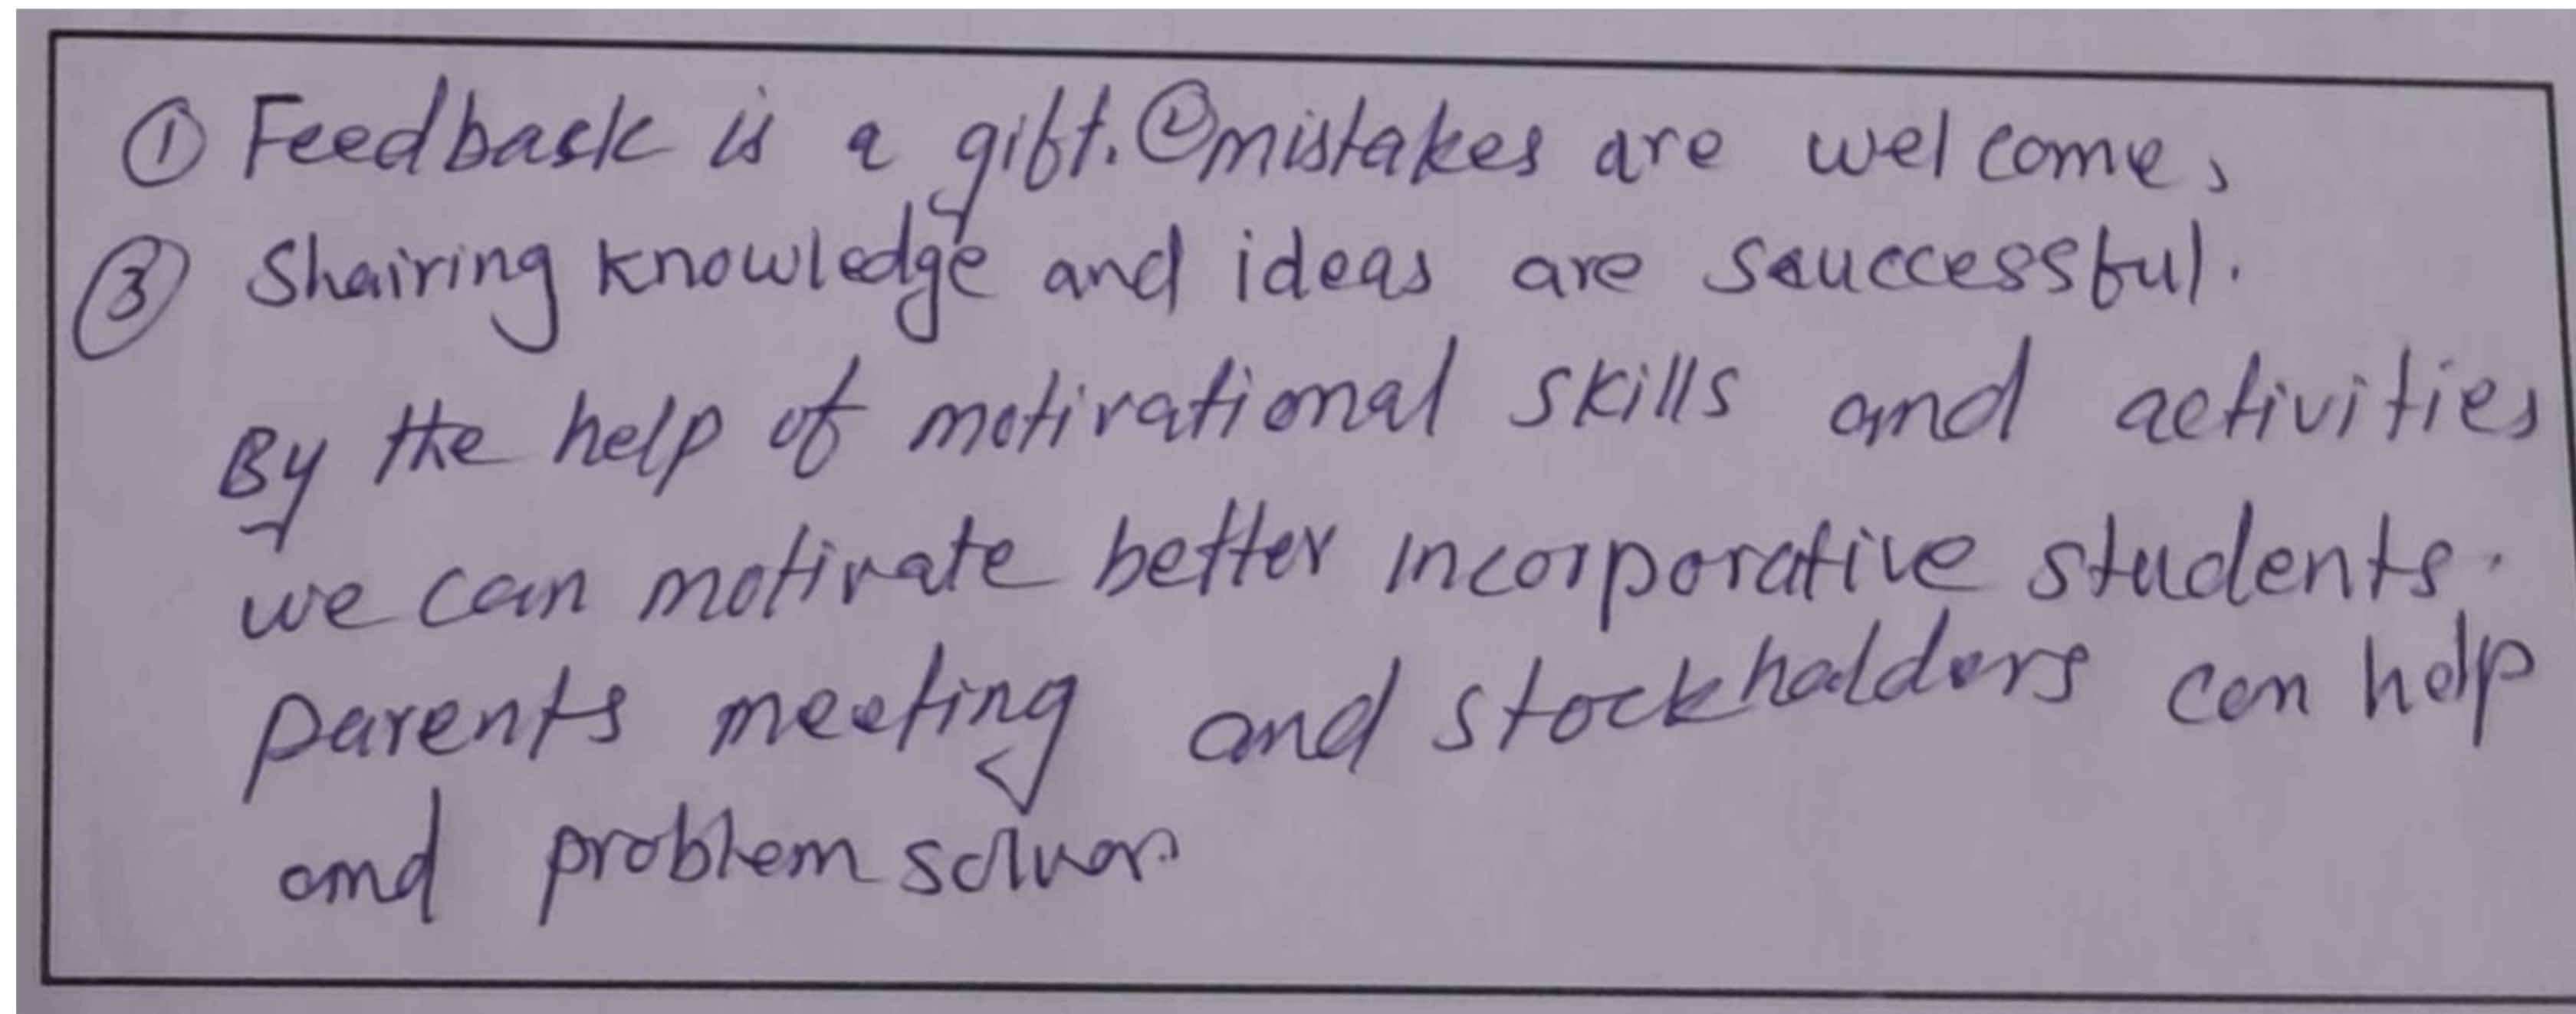 ① Feedback is a gift. ② mistakes are welcome,
③ Shairing knowledge and ideas are sauccessful.
By the help of motivational skills and activities
we can motivate better incorporative students.
parents meeting and stockhalders can help
and problem solver.